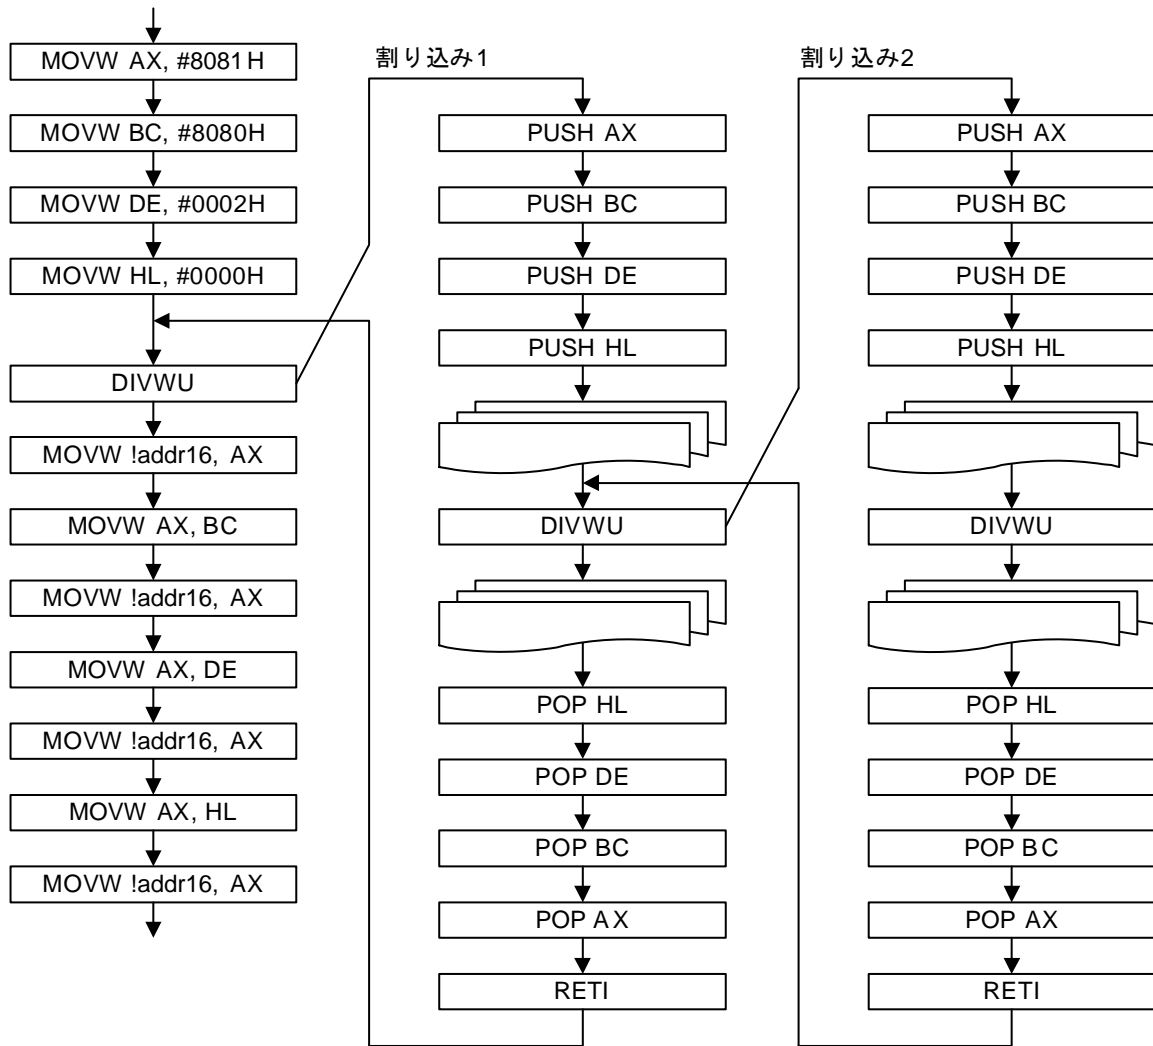 MOVW AX, #8081H
MOVW BC, #8080H
MOVW DE, #0002H
MOVW HL, #0000H
DIVWU
MOVW !addr16, AX
MOVW AX, BC
MOVW !addr16, AX
MOVW AX, DE
MOVW !addr16, AX
MOVW AX, HL
MOVW !addr16, AX
割り込み1
PUSH AX
PUSH BC
PUSH DE
PUSH HL
DIVWU
POP HL
POP DE
POP BC
POP AX
RETI
割り込み2
PUSH AX
PUSH BC
PUSH DE
PUSH HL
DIVWU
POP HL
POP DE
POP BC
POP AX
RETI